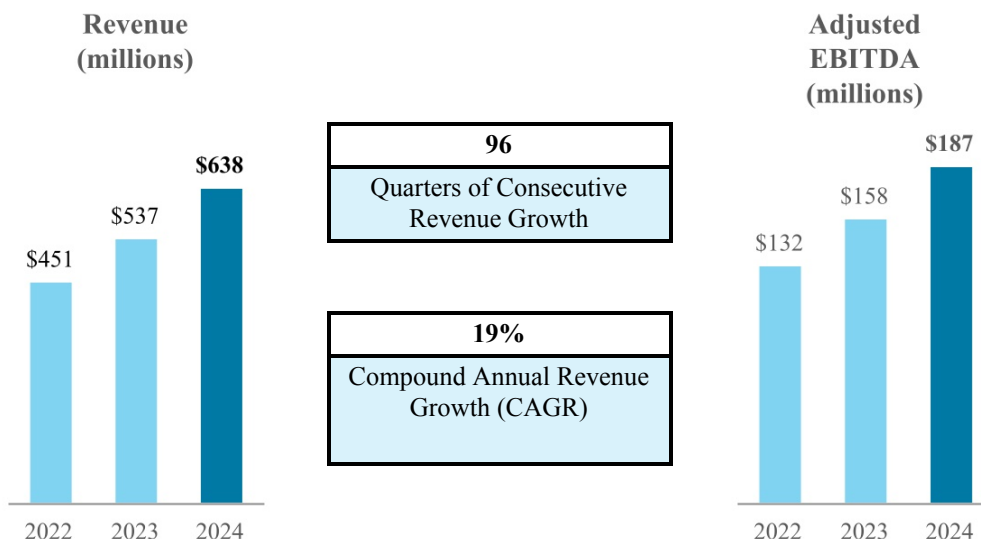 Revenue
(millions)
$451
$537
$638
2022
2023
2024
96
Quarters of Consecutive
Revenue Growth
19%
Compound Annual Revenue
Growth (CAGR)
Adjusted
EBITDA
(millions)
$132
$158
$187
2022
2023
2024